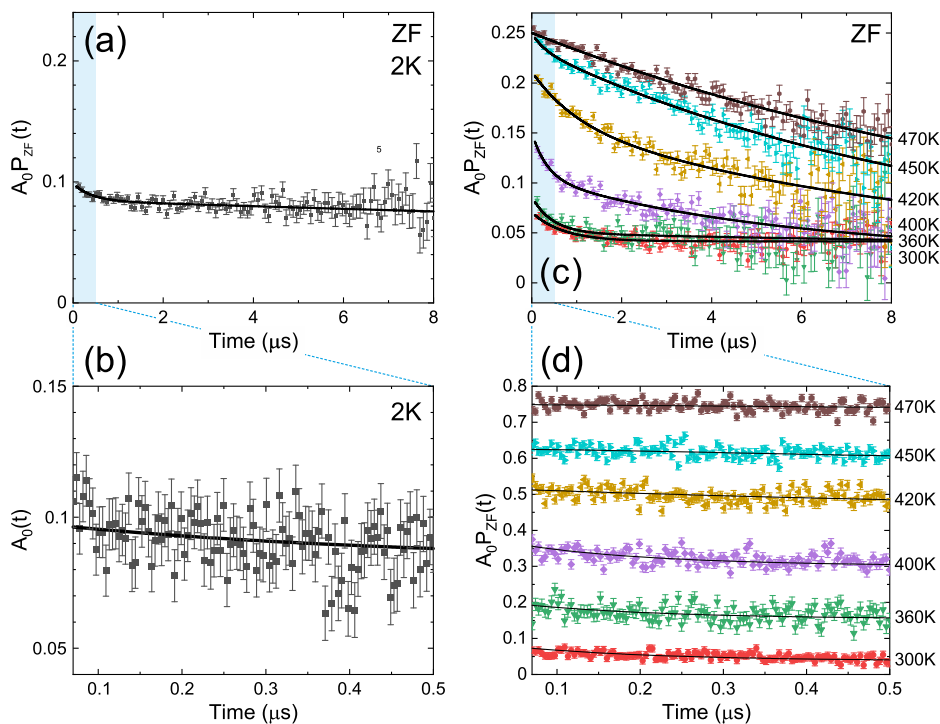 (a)
ZF
2K
A₀P_ZF(t)
0.2
0.1
0
5
0 2 4 6 8
Time (μs)
(c)
ZF
A₀P_ZF(t)
0.25
0.2
0.15
0.1
0.05
0
470K
450K
420K
400K
360K
300K
0 2 4 6 8
Time (μs)
(b)
2K
A₀(t)
0.15
0.1
0.05
0.1 0.2 0.3 0.4 0.5
Time (μs)
(d)
A₀P_ZF(t)
0.8
0.7
0.6
0.5
0.4
0.3
0.2
0.1
0
470K
450K
420K
400K
360K
300K
0.1 0.2 0.3 0.4 0.5
Time (μs)